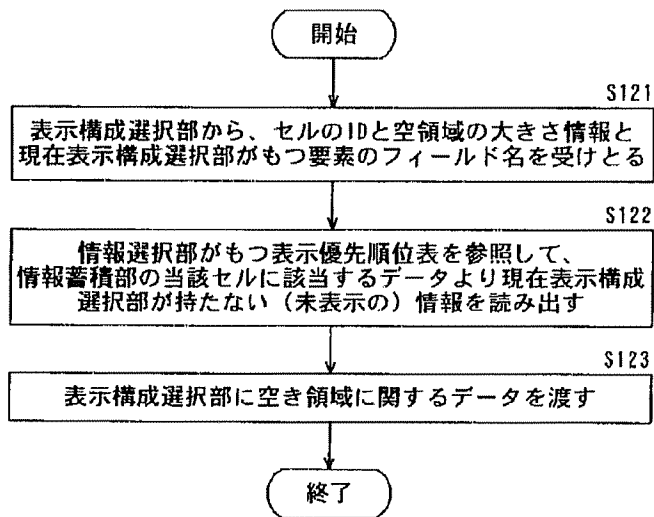 開始
S121
表示構成選択部から、セルのIDと空領域の大きさ情報と
現在表示構成選択部がもつ要素のフィールド名を受けとる
S122
情報選択部がもつ表示優先順位表を参照して、
情報蓄積部の当該セルに該当するデータより現在表示構成
選択部が持たない（未表示の）情報を読み出す
S123
表示構成選択部に空き領域に関するデータを渡す
終了